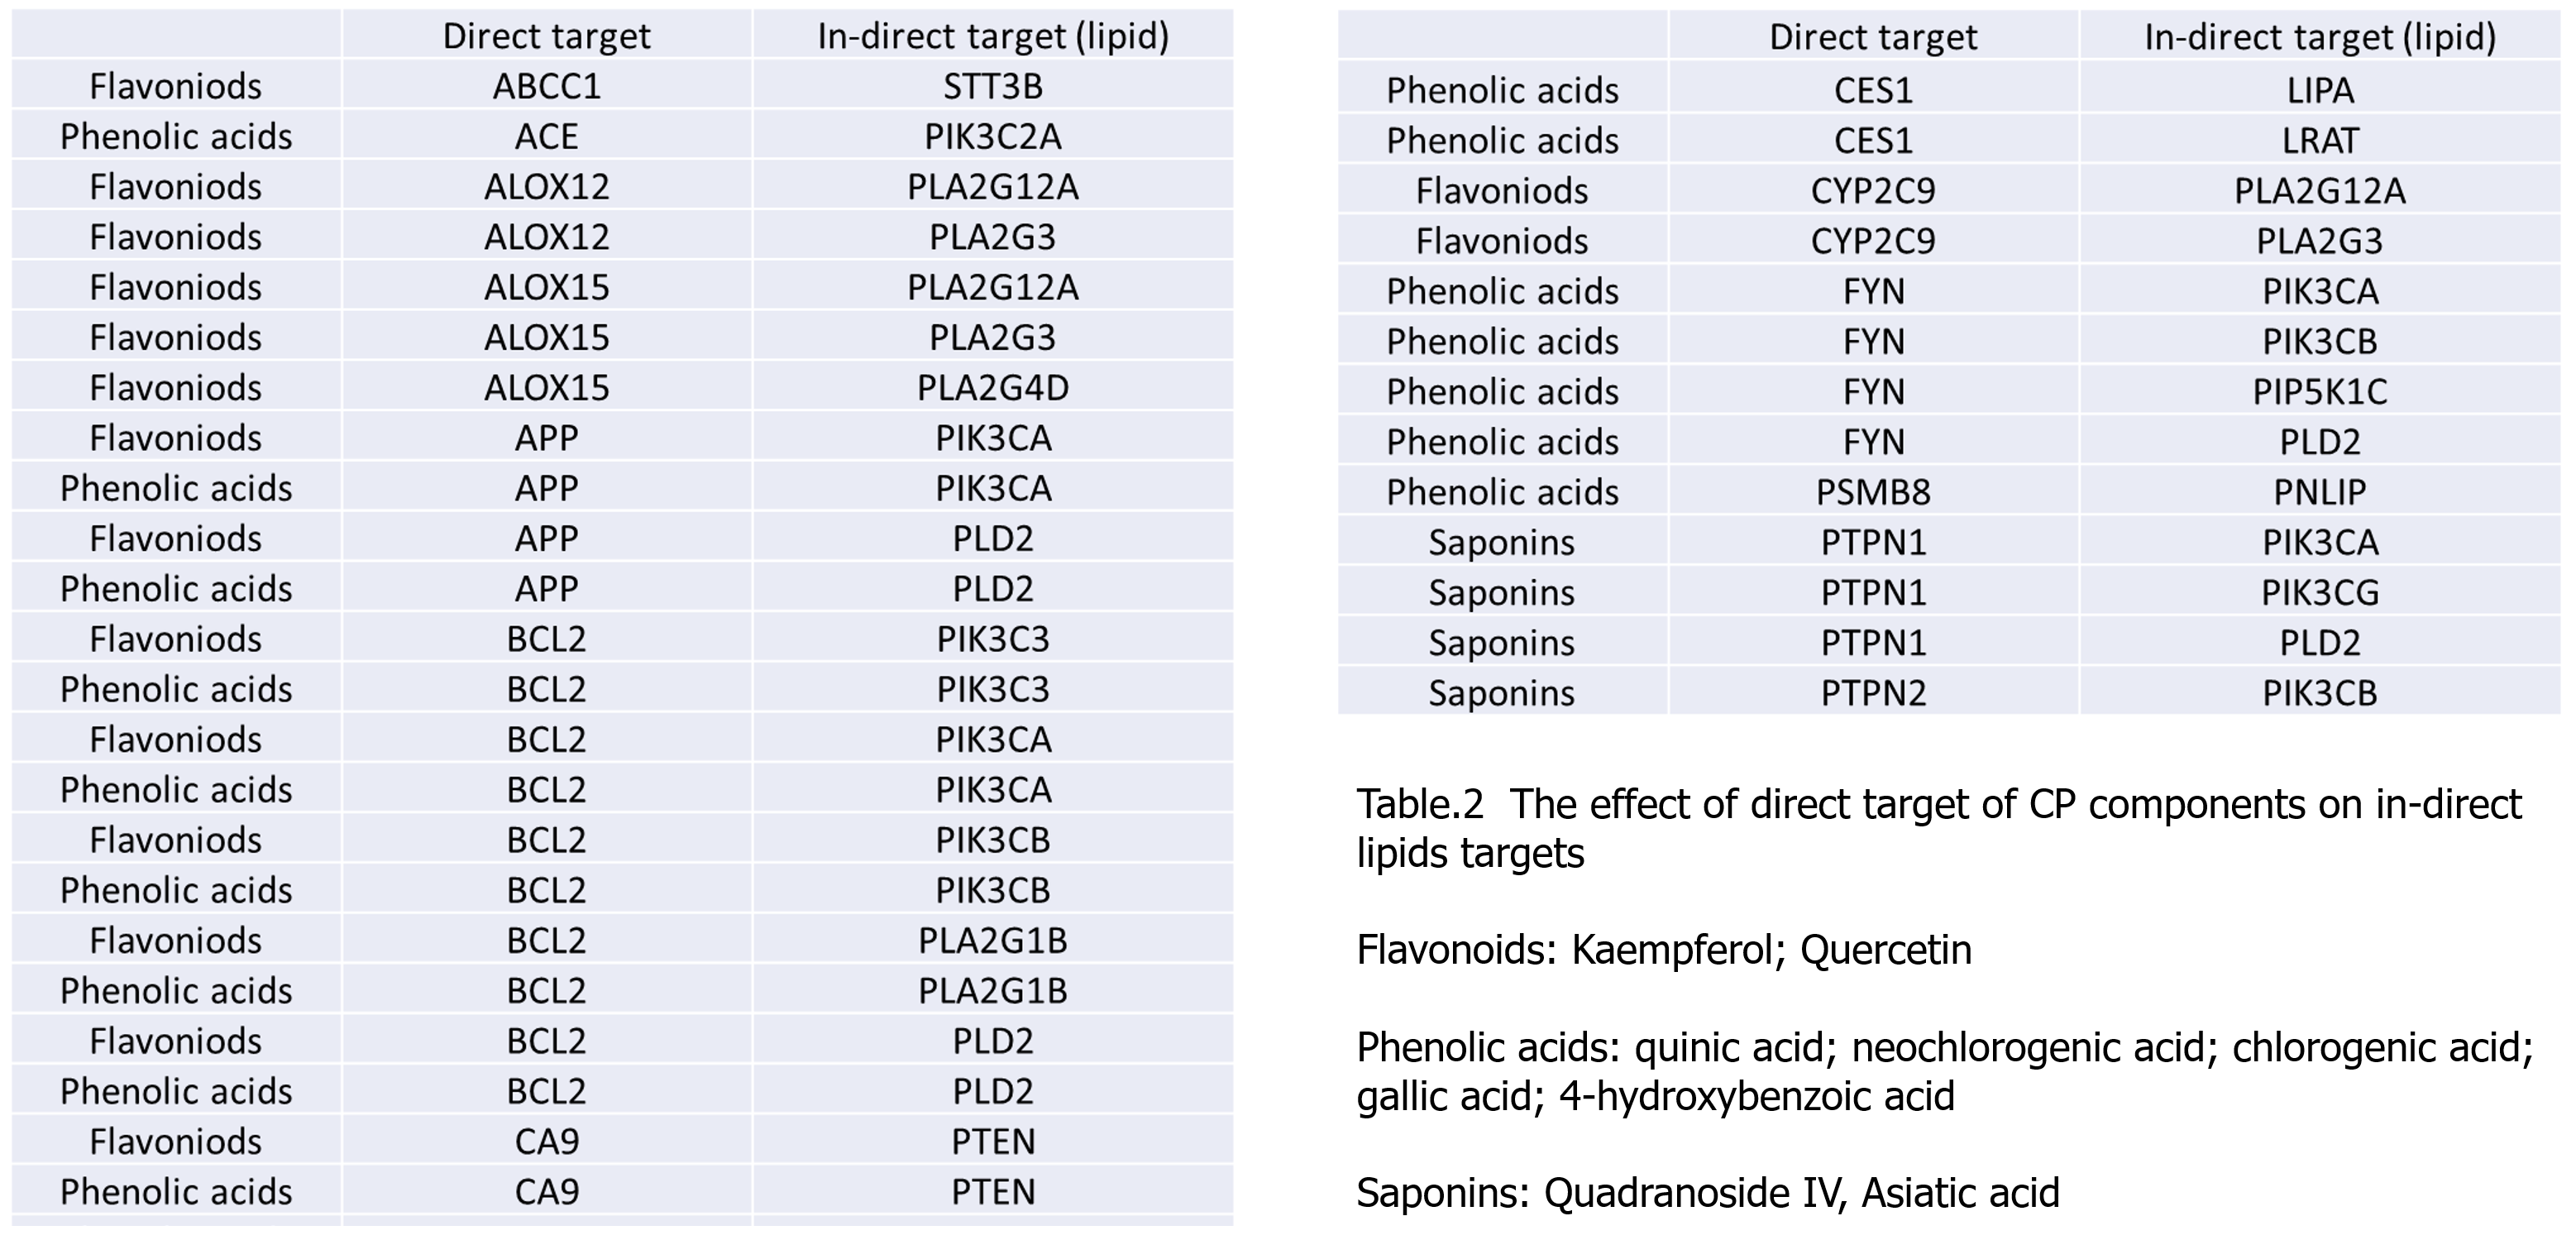 Direct target In-direct target (lipid)
Flavoniods ABCC1 STT3B
Phenolic acids ACE PIK3C2A
Flavoniods ALOX12 PLA2G12A
Flavoniods ALOX12 PLA2G3
Flavoniods ALOX15 PLA2G12A
Flavoniods ALOX15 PLA2G3
Flavoniods ALOX15 PLA2G4D
Flavoniods APP PIK3CA
Phenolic acids APP PIK3CA
Flavoniods APP PLD2
Phenolic acids APP PLD2
Flavoniods BCL2 PIK3C3
Phenolic acids BCL2 PIK3C3
Flavoniods BCL2 PIK3CA
Phenolic acids BCL2 PIK3CA
Flavoniods BCL2 PIK3CB
Phenolic acids BCL2 PIK3CB
Flavoniods BCL2 PLA2G1B
Phenolic acids BCL2 PLA2G1B
Flavoniods BCL2 PLD2
Phenolic acids BCL2 PLD2
Flavoniods CA9 PTEN
Phenolic acids CA9 PTEN
Direct target In-direct target (lipid)
Phenolic acids CES1 LIPA
Phenolic acids CES1 LRAT
Flavoniods CYP2C9 PLA2G12A
Flavoniods CYP2C9 PLA2G3
Phenolic acids FYN PIK3CA
Phenolic acids FYN PIK3CB
Phenolic acids FYN PIP5K1C
Phenolic acids FYN PLD2
Phenolic acids PSMB8 PNLIP
Saponins PTPN1 PIK3CA
Saponins PTPN1 PIK3CG
Saponins PTPN1 PLD2
Saponins PTPN2 PIK3CB
Table.2 The effect of direct target of CP components on in-direct
lipids targets
Flavonoids: Kaempferol; Quercetin
Phenolic acids: quinic acid; neochlorogenic acid; chlorogenic acid;
gallic acid; 4-hydroxybenzoic acid
Saponins: Quadranoside IV, Asiatic acid